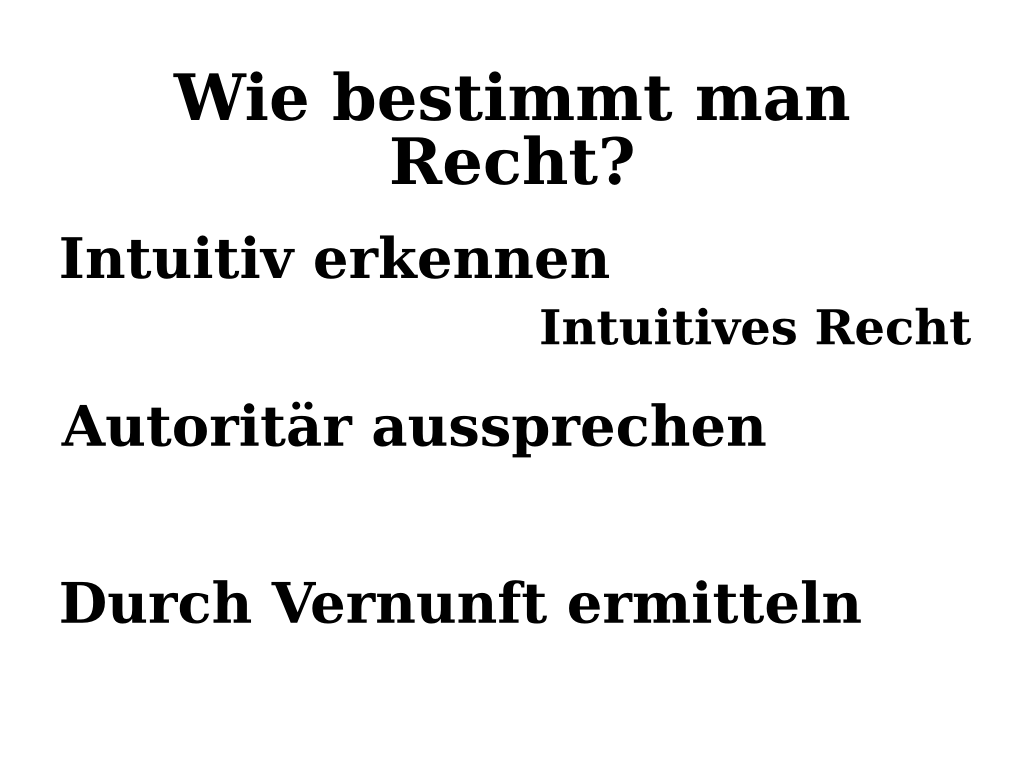 Wie bestimmt man
Recht?
Intuitiv erkennen
Intuitives Recht
Autoritär aussprechen
Durch Vernunft ermitteln